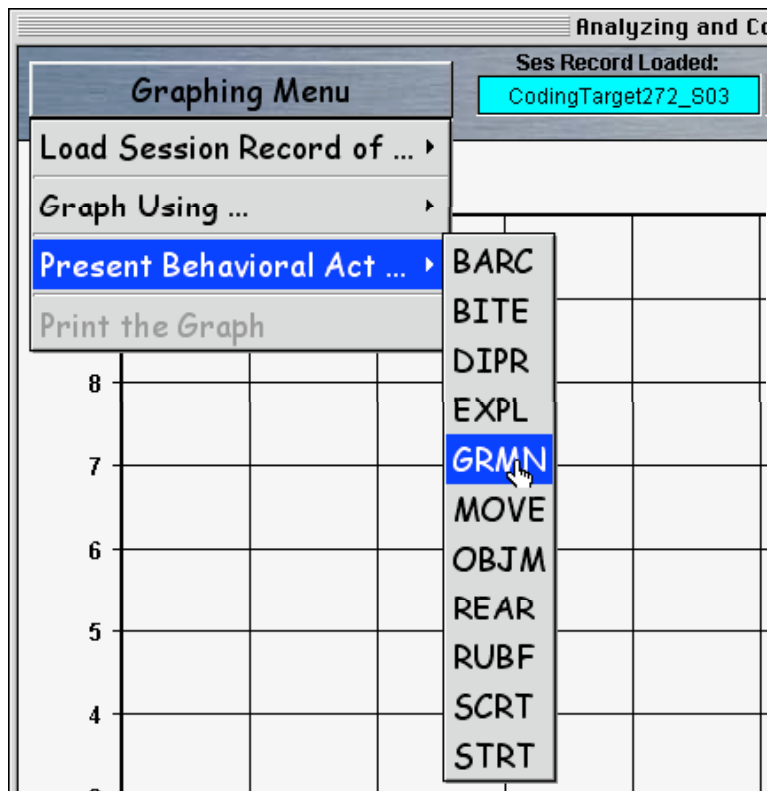 Analyzing and Co
Ses Record Loaded:
CodingTarget272_S03
Graphing Menu
Load Session Record of ...
Graph Using ...
Present Behavioral Act ...
Print the Graph
BARC
BITE
DIPR
EXPL
GRMN
MOVE
OBJM
REAR
RUBF
SCRT
STRT
8
7
6
5
4